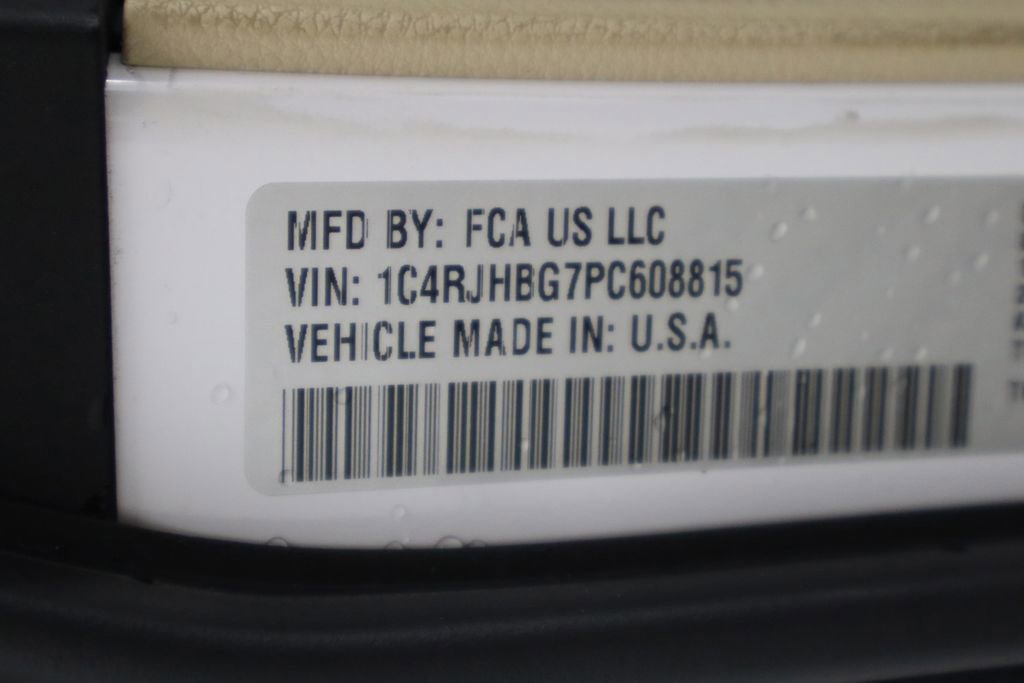 MFD BY: FCA US LLC
VIN: 1C4RJHBG7PC608815
VEHICLE MADE IN: U.S.A.